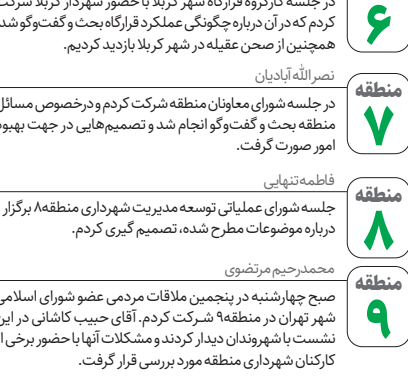 در جلسه کارگروه قرارگاه شهر کربلا با حضور شهردار کربلا شرکت
کردم که در آن درباره چگونگی عملکرد قرارگاه بحث و گفت‌وگو شد.
همچنین از صحن عقیله در شهر کربلا بازدید کردیم.
۶
نصرالله آبادیان
منطقه
۷
در جلسه شورای معاونان منطقه شرکت کردم و درخصوص مسائل
منطقه بحث و گفت‌وگو انجام شد و تصمیم‌هایی در جهت بهبود
امور صورت گرفت.
فاطمه تنهایی
منطقه
۸
جلسه شورای عملیاتی توسعه مدیریت شهرداری منطقه۸ برگزار
درباره موضوعات مطرح شده، تصمیم گیری کردم.
محمدرحیم مرتضوی
منطقه
۹
صبح چهارشنبه در پنجمین ملاقات مردمی عضو شورای اسلامی
شهر تهران در منطقه۹ شرکت کردم. آقای حبیب کاشانی در این
نشست با شهروندان دیدار کردند و مشکلات آنها با حضور برخی از
کارکنان شهرداری منطقه مورد بررسی قرار گرفت.